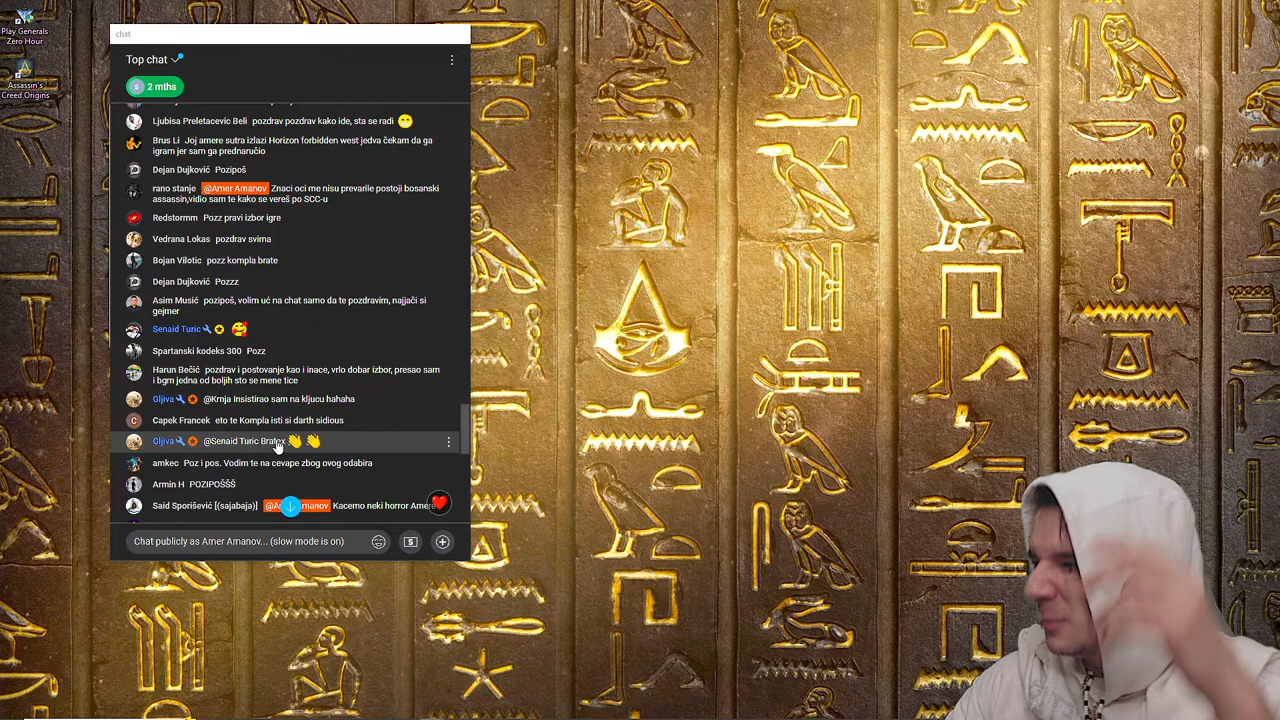 Play Generals
Zero Hour
Assassin's
Creed Origins
chat
Top chat
2 mths
Ljubisa Preletacevic Beli pozdrav pozdrav kako ide, sta se radi
Brus Li Joj amere sutra izlazi Horizon forbidden west jedva čekam da ga
igram jer sam ga prednaručio
Dejan Dujković Pozipoš
rano stanje @Amer Amanov Znaci oci me nisu prevarile postoji bosanski
assassin,vidio sam te kako se vereš po SCC-u
Redstormm Pozz pravi izbor igre
Vedrana Lokas pozdrav svima
Bojan Vilotic pozz kompla brate
Dejan Dujković Pozzz
Asim Musić pozipoš, volim uć na chat samo da te pozdravim, najjači si
gejmer
Senaid Turic
Spartanski kodeks 300 Pozz
Harun Bečić pozdrav i postovanje kao i inace, vrlo dobar izbor, presao sam
i bgm jedna od boljih sto se mene tice
Gljiva @Krnja Insistirao sam na kljucu hahaha
Capek Francek eto te Kompla isti si darth sidious
C
Gljiva @Senaid Turic Bratex
amkec Poz i pos. Vodim te na cevape zbog ovog odabira
Armin H POZIPOŠŠŠ
Said Sporišević [(sajabaja)] Kacemo neki horror Amere
Chat publicly as Amer Amanov... (slow mode is on)